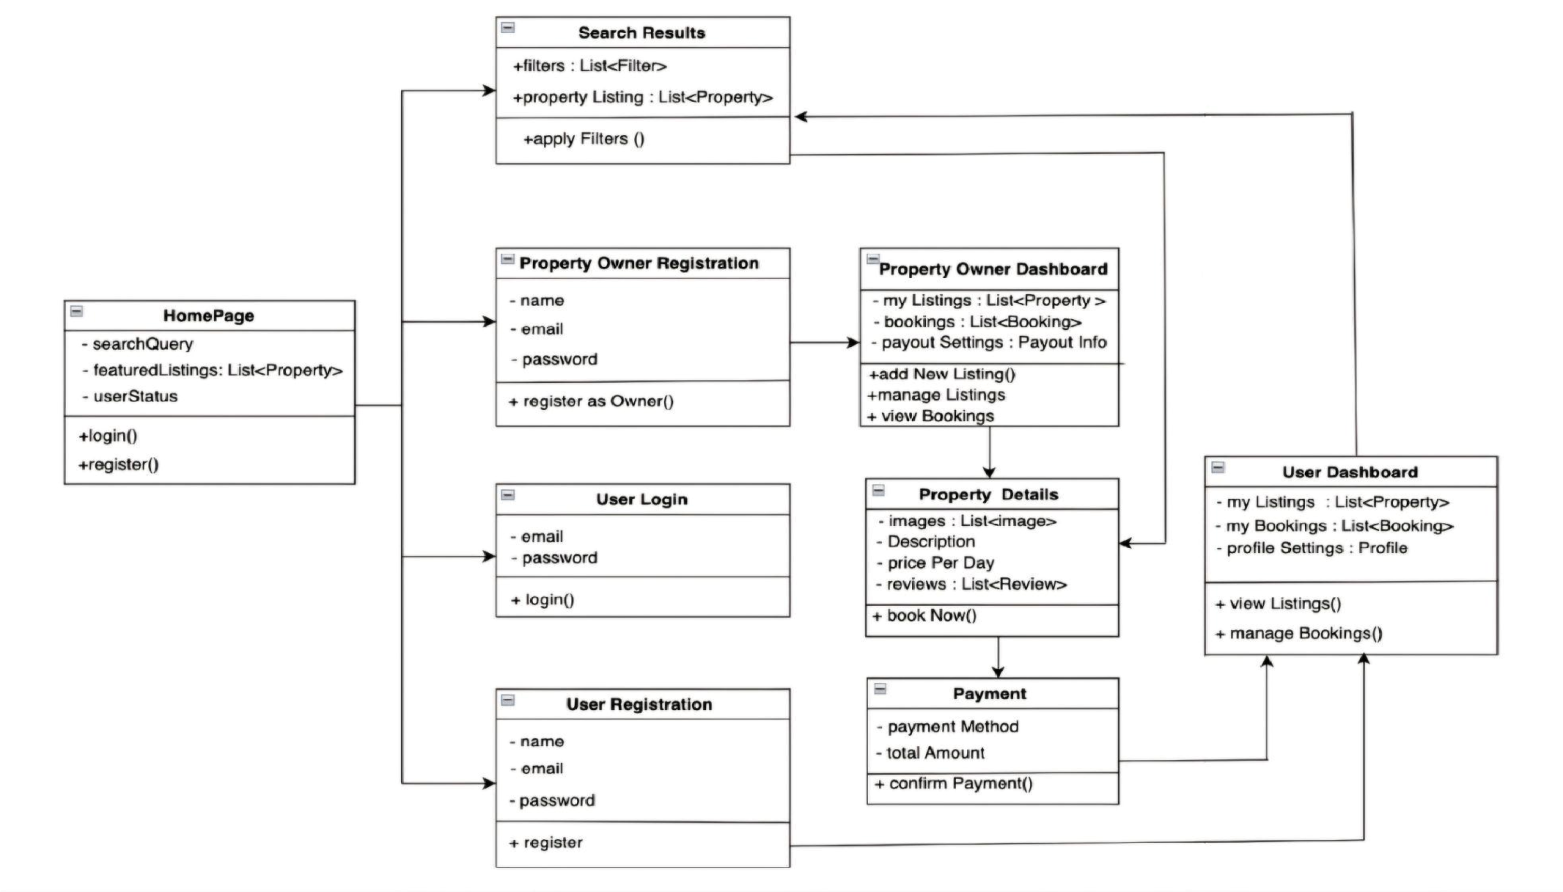 Search Results
+filters : List<Filter>
+property Listing : List<Property>
+apply Filters ()
HomePage
- searchQuery
- featuredListings: List<Property>
- userStatus
+login()
+register()
Property Owner Registration
- name
- email
- password
+ register as Owner()
Property Owner Dashboard
- my Listings : List<Property >
- bookings : List<Booking>
- payout Settings : Payout Info
+add New Listing()
+manage Listings
+ view Bookings
User Login
- email
- password
+ login()
Property Details
- images : List<image>
- Description
- price Per Day
- reviews : List<Review>
+ book Now()
User Dashboard
- my Listings : List<Property>
- my Bookings : List<Booking>
- profile Settings : Profile
+ view Listings()
+ manage Bookings()
User Registration
- name
- email
- password
+ register
Payment
- payment Method
- total Amount
+ confirm Payment()